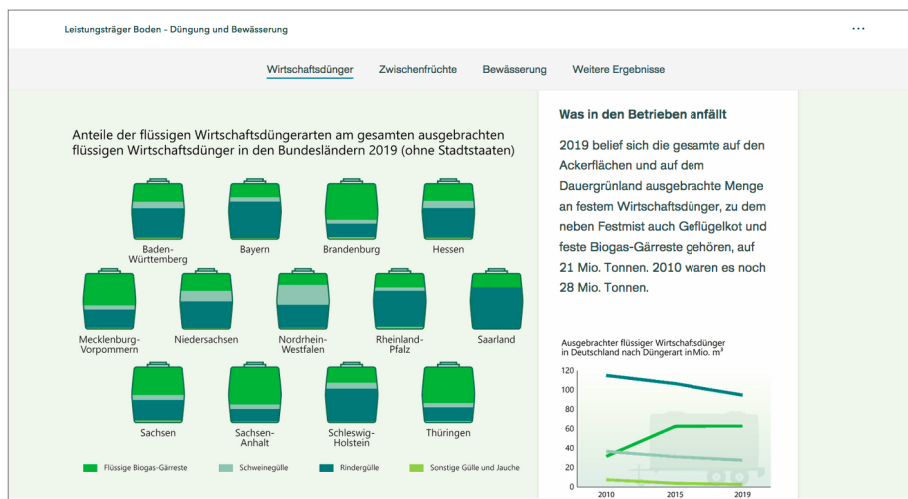 Leistungsträger Boden – Düngung und Bewässerung
...
Wirtschaftsdünger Zwischenfrüchte Bewässerung Weitere Ergebnisse
Anteile der flüssigen Wirtschaftsdüngerarten am gesamten ausgebrachten
flüssigen Wirtschaftsdünger in den Bundesländern 2019 (ohne Stadtstaaten)
Baden-
Württemberg
Bayern
Brandenburg
Hessen
Mecklenburg-
Vorpommern
Niedersachsen
Nordrhein-
Westfalen
Rheinland-
Pfalz
Saarland
Sachsen
Sachsen-
Anhalt
Schleswig-
Holstein
Thüringen
Flüssige Biogas-Gärreste
Schweinegülle
Rindergülle
Sonstige Gülle und Jauche
Was in den Betrieben anfällt
2019 belief sich die gesamte auf den
Ackerflächen und auf dem
Dauergrünland ausgebrachte Menge
an festem Wirtschaftsdünger, zu dem
neben Festmist auch Geflügelkot und
feste Biogas-Gärreste gehören, auf
21 Mio. Tonnen. 2010 waren es noch
28 Mio. Tonnen.
Ausgebrachter flüssiger Wirtschaftsdünger
in Deutschland nach Düngerart in Mio. m³
120
100
80
60
40
20
0
2010 2015 2019